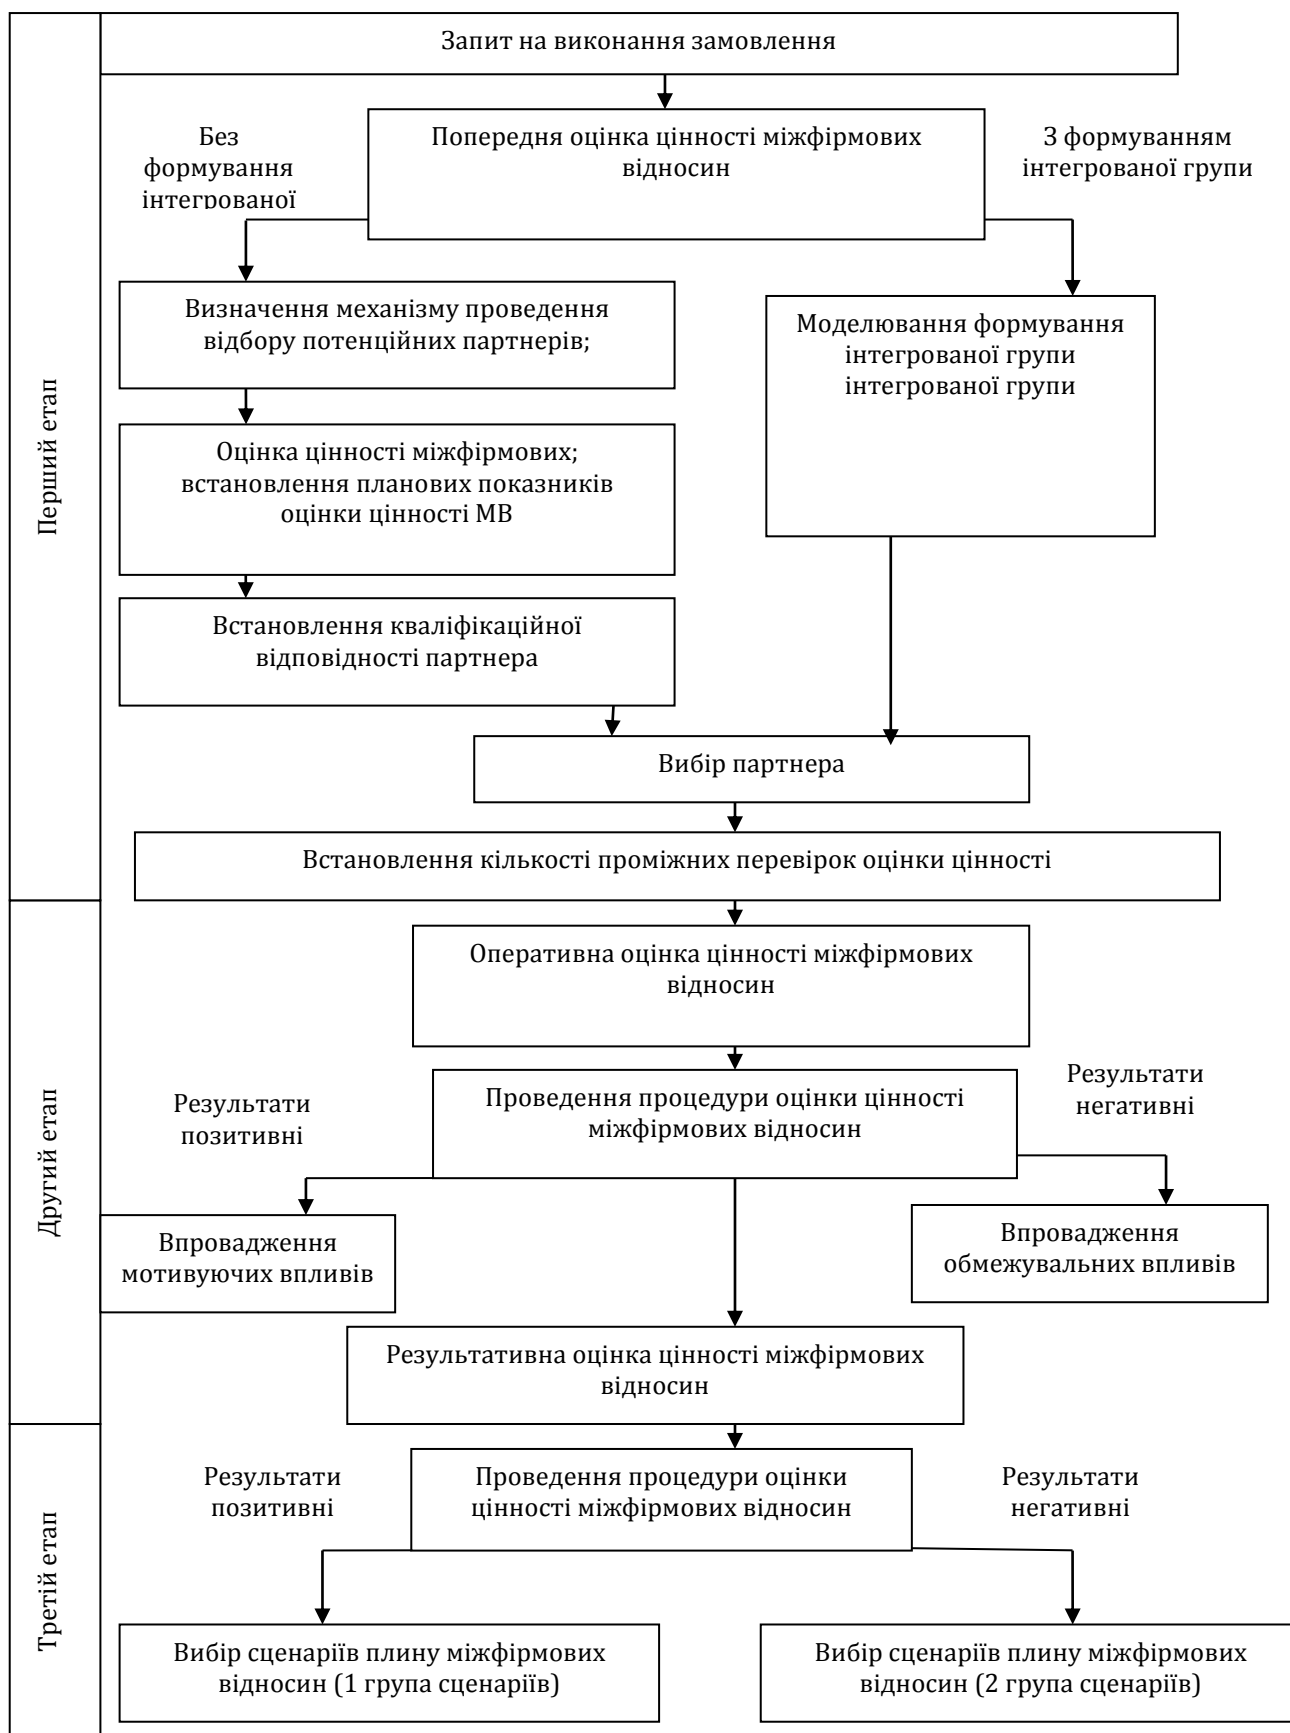 Запит на виконання замовлення
Без
формування
інтегрованої
Попередня оцінка цінності міжфірмових
відносин
З формуванням
інтегрованої групи
Визначення механізму проведення
відбору потенційних партнерів;
Моделювання формування
інтегрованої групи
інтегрованої групи
Оцінка цінності міжфірмових;
встановлення планових показників
оцінки цінності МВ
Встановлення кваліфікаційної
відповідності партнера
Вибір партнера
Встановлення кількості проміжних перевірок оцінки цінності
Перший етап
Оперативна оцінка цінності міжфірмових
відносин
Результати
позитивні
Проведення процедури оцінки цінності
міжфірмових відносин
Результати
негативні
Впровадження
мотивуючих впливів
Впровадження
обмежувальних впливів
Результативна оцінка цінності міжфірмових
відносин
Другий етап
Результати
позитивні
Проведення процедури оцінки
цінності міжфірмових відносин
Результати
негативні
Вибір сценаріїв плину міжфірмових
відносин (1 група сценаріїв)
Вибір сценаріїв плину міжфірмових
відносин (2 група сценаріїв)
Третій етап